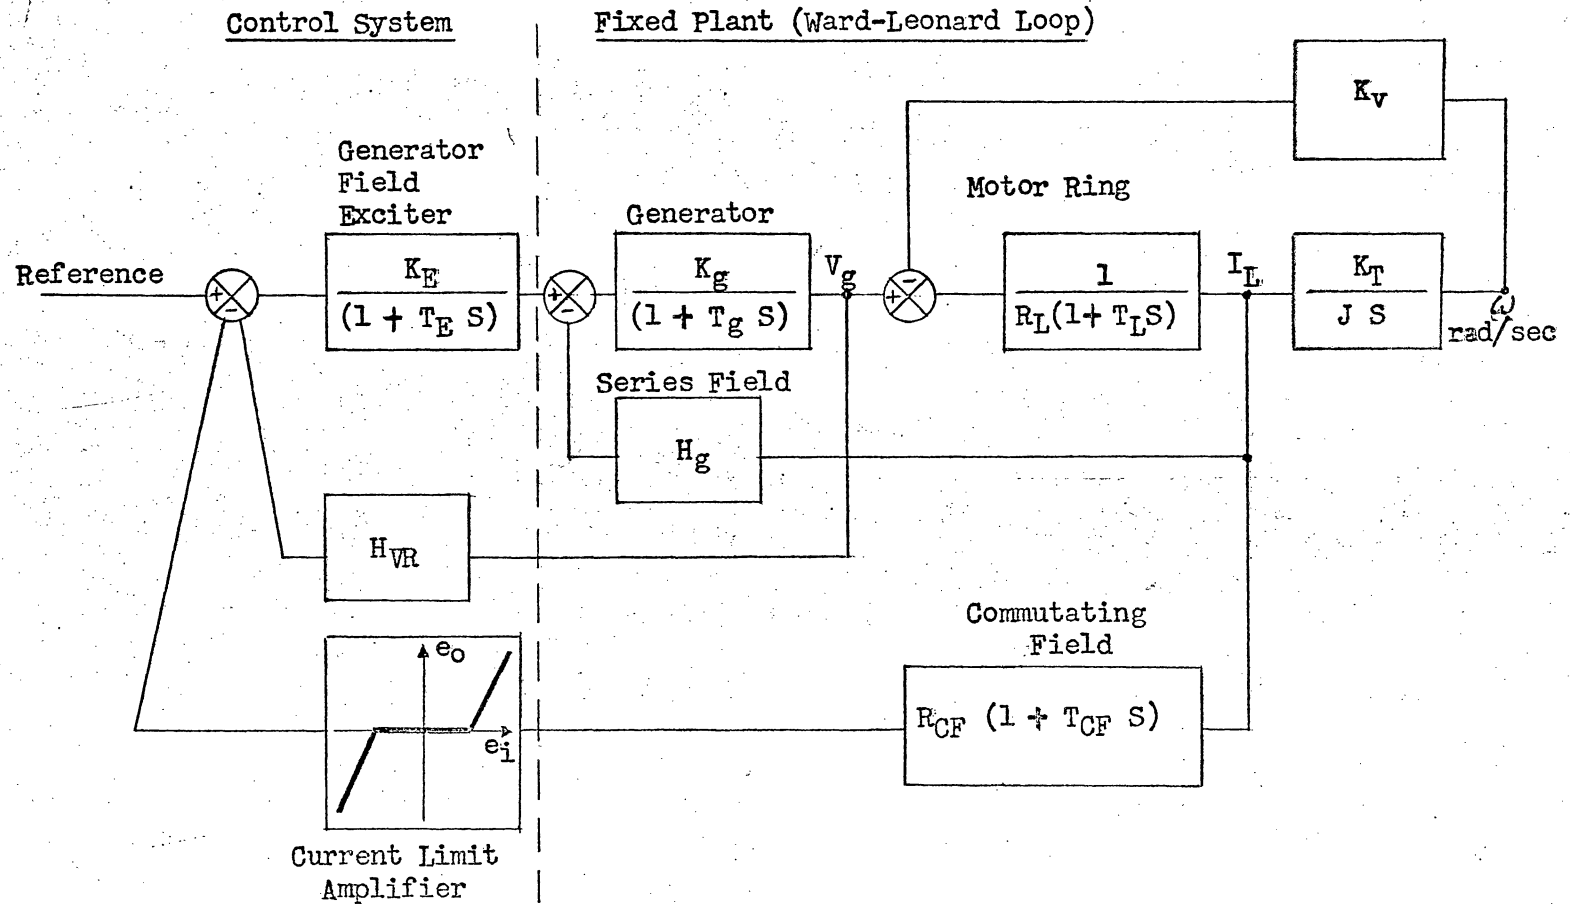 Control System
Fixed Plant (Ward-Leonard Loop)
Kv
Generator
Field
Exciter
Motor Ring
Generator
Reference
+
-
KE
(1 + TE S)
+
-
Kg
(1 + Tg S)
Vg
+
-
1
RL(1+ TLS)
IL
KT
J S
ω
rad/sec
Series Field
Hg
HVR
Commutating
Field
eo
ei
RCF (1 + TCF S)
Current Limit
Amplifier